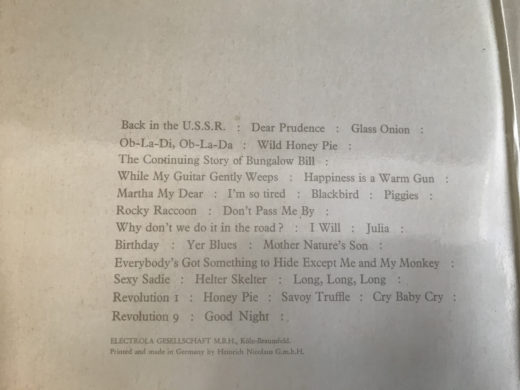 Back in the U.S.S.R. : Dear Prudence : Glass Onion :
Ob-La-Di, Ob-La-Da : Wild Honey Pie :
The Continuing Story of Bungalow Bill :
While My Guitar Gently Weeps : Happiness is a Warm Gun :
Martha My Dear : I'm so tired : Blackbird : Piggies :
Rocky Raccoon : Don't Pass Me By :
Why don't we do it in the road? : I Will : Julia :
Birthday : Yer Blues : Mother Nature's Son :
Everybody's Got Something to Hide Except Me and My Monkey :
Sexy Sadie : Helter Skelter : Long, Long, Long :
Revolution 1 : Honey Pie : Savoy Truffle : Cry Baby Cry :
Revolution 9 : Good Night :
ELECTROLA GESELLSCHAFT M.B.H., Köln-Braunsfeld.
Printed and made in Germany by Heinrich Nicolaus G.m.b.H.